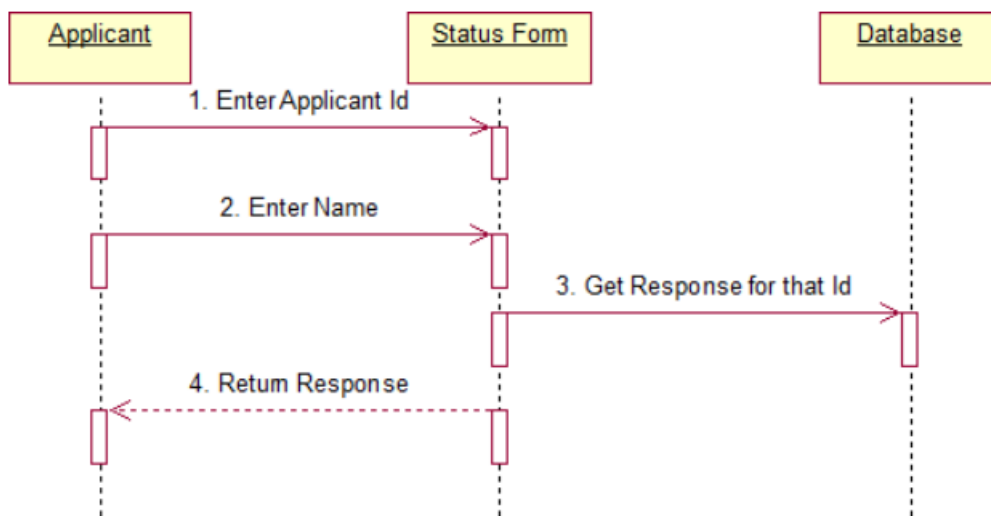 Applicant
Status Form
Database
1. Enter Applicant Id
2. Enter Name
3. Get Response for that Id
4. Return Response